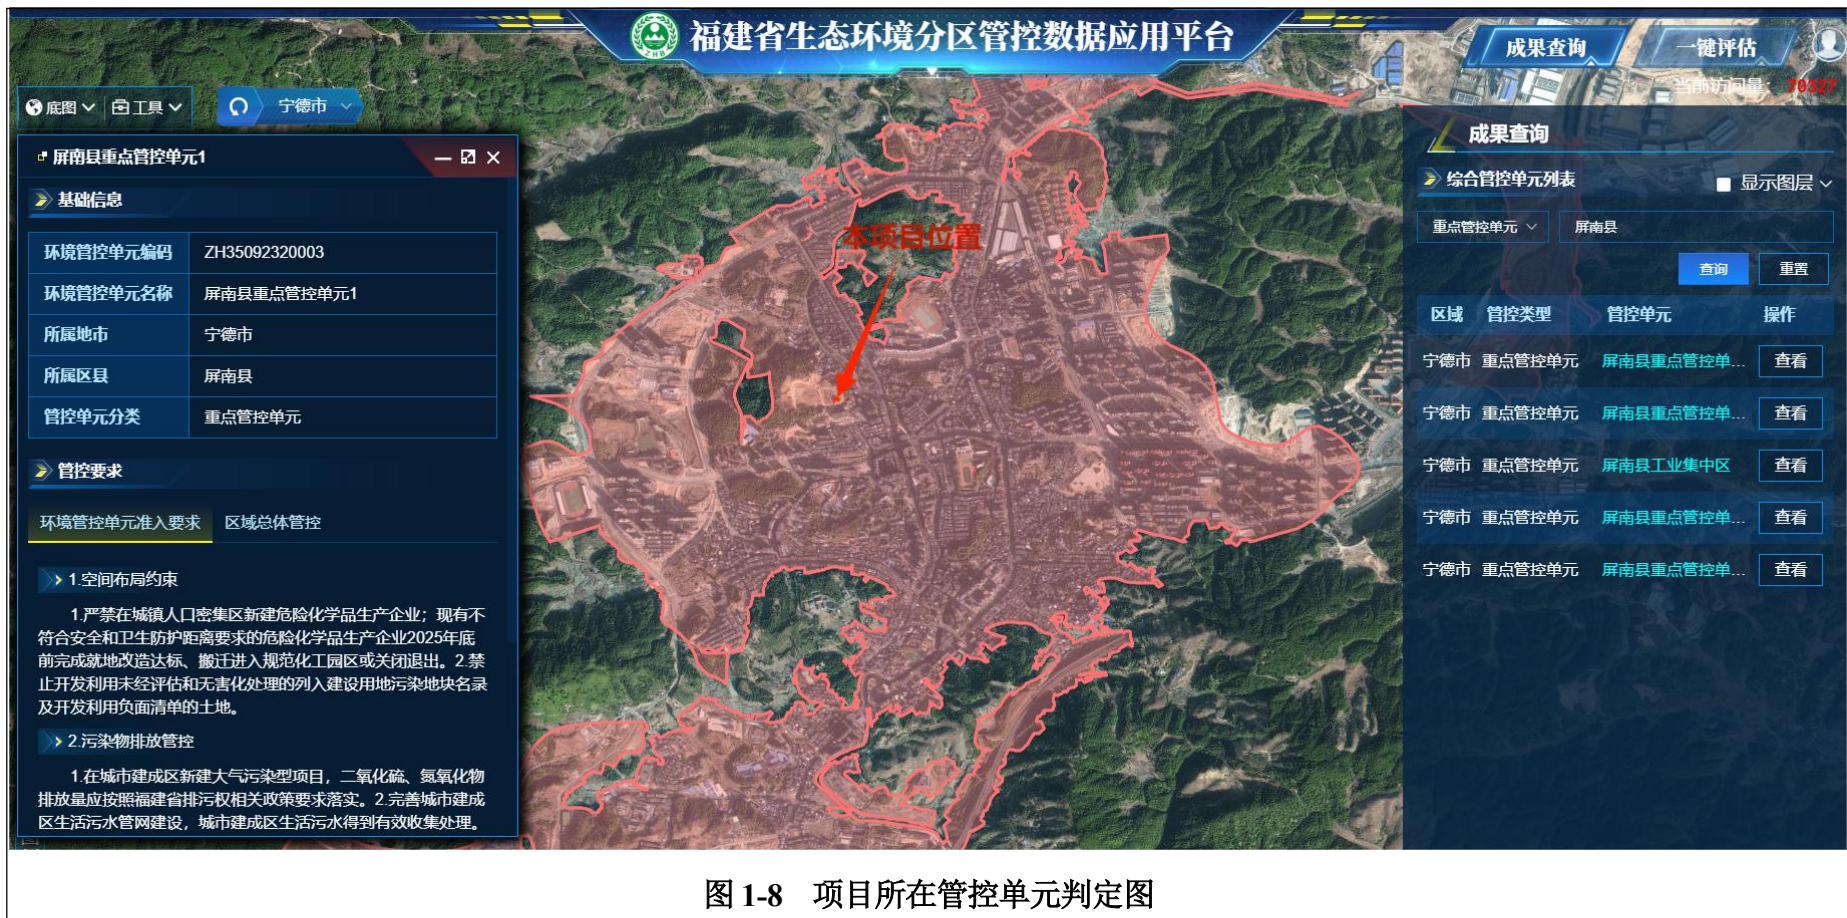 福建省生态环境分区管控数据应用平台
成果查询
一键评估
当前访问量： 70327
底图
工具
宁德市
屏南县重点管控单元1
基础信息
环境管控单元编码 ZH35092320003
环境管控单元名称 屏南县重点管控单元1
所属地市 宁德市
所属区县 屏南县
管控单元分类 重点管控单元
管控要求
环境管控单元准入要求 区域总体管控
1.空间布局约束
1.严禁在城镇人口密集区新建危险化学品生产企业；现有不
符合安全和卫生防护距离要求的危险化学品生产企业2025年底
前完成就地改造达标、搬迁进入规范化工园区或关闭退出。2.禁
止开发利用未经评估和无害化处理的列入建设用地污染地块名录
及开发利用负面清单的土地。
2.污染物排放管控
1.在城市建成区新建大气污染型项目，二氧化硫、氮氧化物
排放量应按照福建省排污权相关政策要求落实。2.完善城市建成
区生活污水管网建设，城市建成区生活污水得到有效收集处理。
本项目位置
成果查询
综合管控单元列表 显示图层
重点管控单元 屏南县
查询 重置
区域 管控类型 管控单元 操作
宁德市 重点管控单元 屏南县重点管控单... 查看
宁德市 重点管控单元 屏南县重点管控单... 查看
宁德市 重点管控单元 屏南县工业集中区 查看
宁德市 重点管控单元 屏南县重点管控单... 查看
宁德市 重点管控单元 屏南县重点管控单... 查看
图 1-8 项目所在管控单元判定图